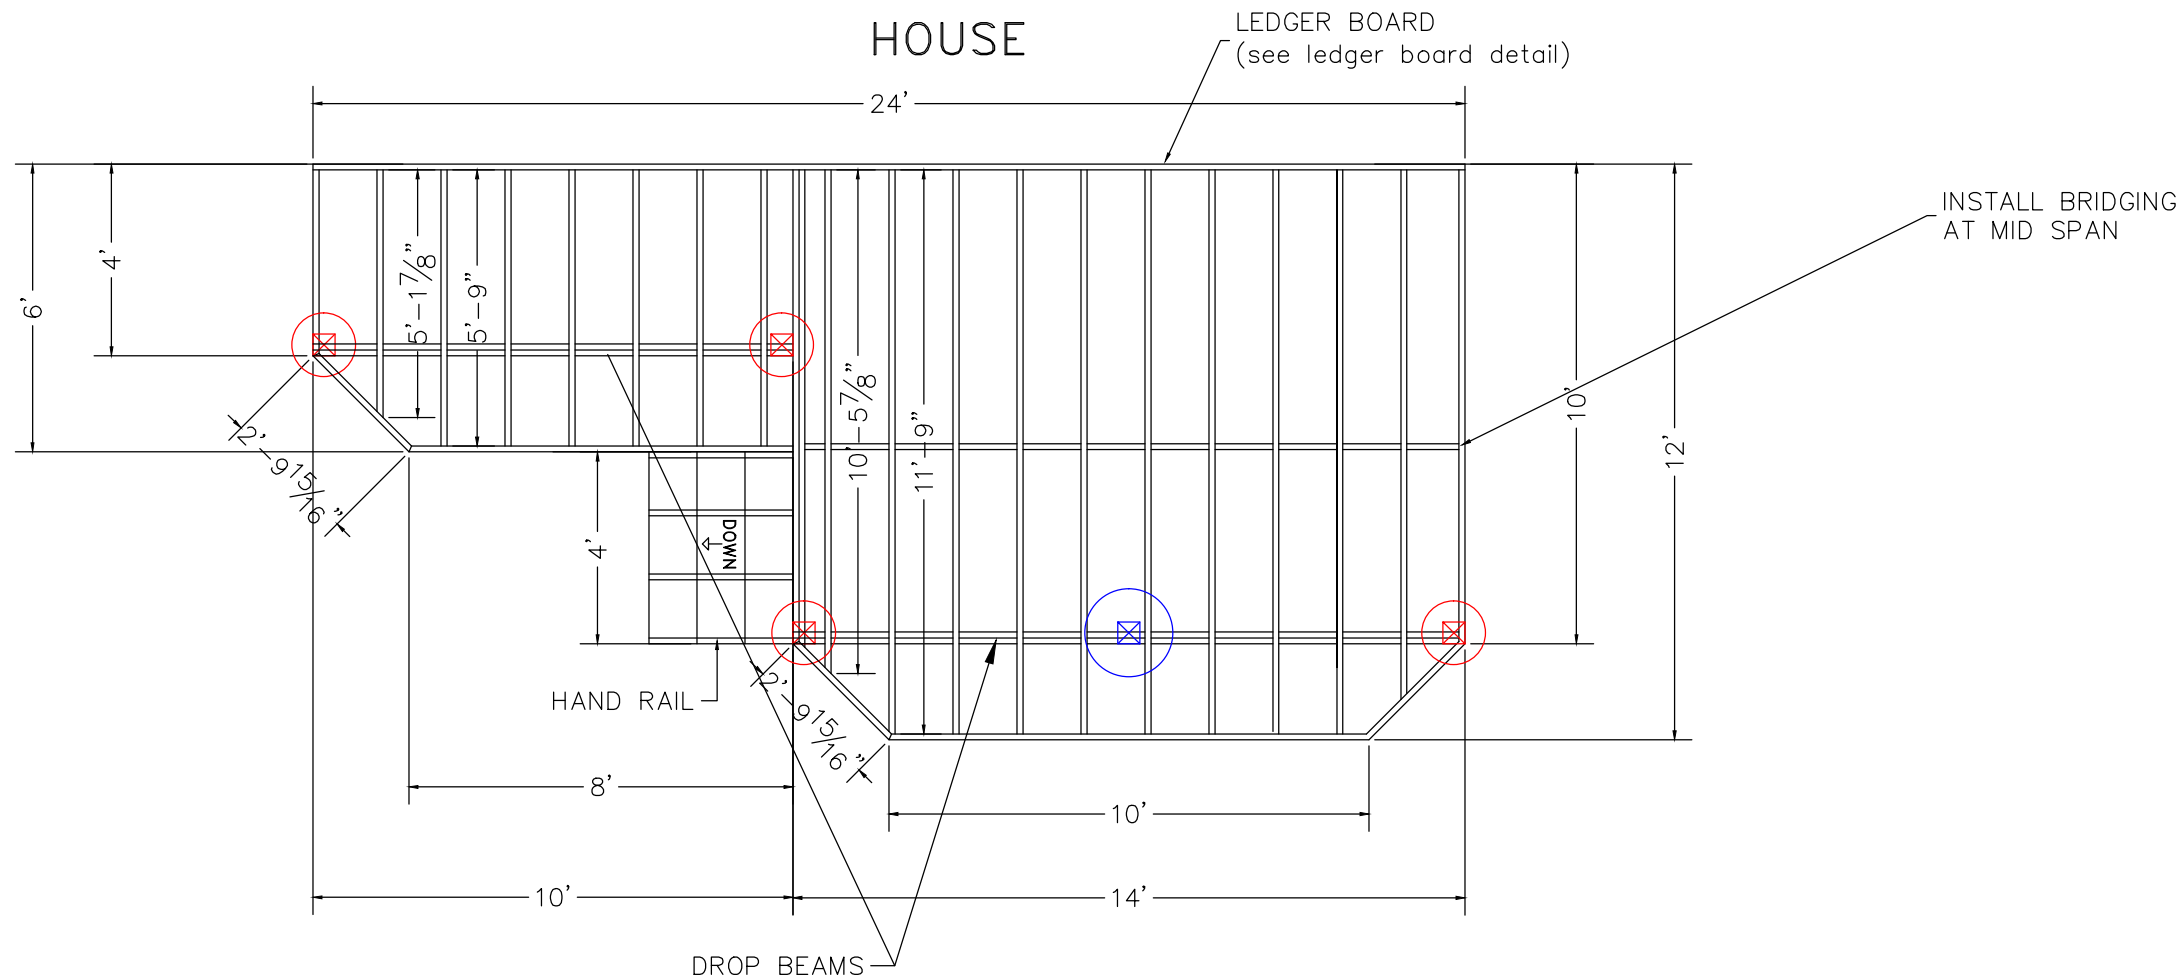 HOUSE
LEDGER BOARD
(see ledger board detail)
24'
INSTALL BRIDGING
AT MID SPAN
6'
4'
5'-1 7/8"
5'-9"
10'-5 7/8"
11'-9"
10'
12'
2'-9 15/16"
4'
DOWN
HAND RAIL
2'-9 15/16"
8'
10'
10'
14'
DROP BEAMS